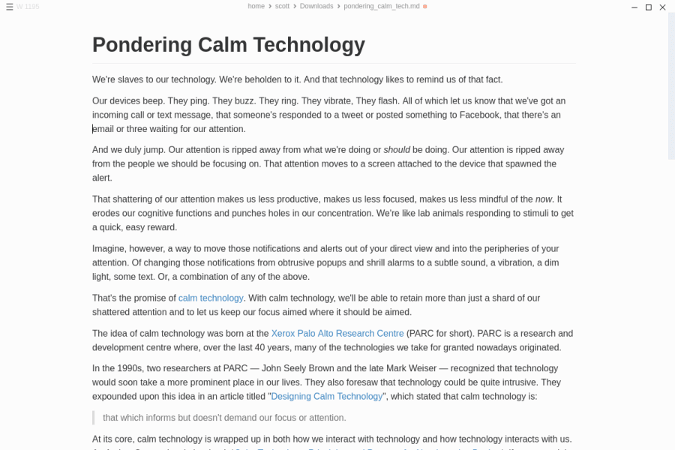 W 1195
home > scott > Downloads > pondering_calm_tech.md
Pondering Calm Technology
We're slaves to our technology. We're beholden to it. And that technology likes to remind us of that fact.
Our devices beep. They ping. They buzz. They ring. They vibrate, They flash. All of which let us know that we've got an
incoming call or text message, that someone's responded to a tweet or posted something to Facebook, that there's an
email or three waiting for our attention.
And we duly jump. Our attention is ripped away from what we're doing or should be doing. Our attention is ripped away
from the people we should be focusing on. That attention moves to a screen attached to the device that spawned the
alert.
That shattering of our attention makes us less productive, makes us less focused, makes us less mindful of the now. It
erodes our cognitive functions and punches holes in our concentration. We're like lab animals responding to stimuli to get
a quick, easy reward.
Imagine, however, a way to move those notifications and alerts out of your direct view and into the peripheries of your
attention. Of changing those notifications from obtrusive popups and shrill alarms to a subtle sound, a vibration, a dim
light, some text. Or, a combination of any of the above.
That's the promise of calm technology. With calm technology, we'll be able to retain more than just a shard of our
shattered attention and to let us keep our focus aimed where it should be aimed.
The idea of calm technology was born at the Xerox Palo Alto Research Centre (PARC for short). PARC is a research and
development centre where, over the last 40 years, many of the technologies we take for granted nowadays originated.
In the 1990s, two researchers at PARC — John Seely Brown and the late Mark Weiser — recognized that technology
would soon take a more prominent place in our lives. They also foresaw that technology could be quite intrusive. They
expounded upon this idea in an article titled "Designing Calm Technology", which stated that calm technology is:
that which informs but doesn't demand our focus or attention.
At its core, calm technology is wrapped up in both how we interact with technology and how technology interacts with us.